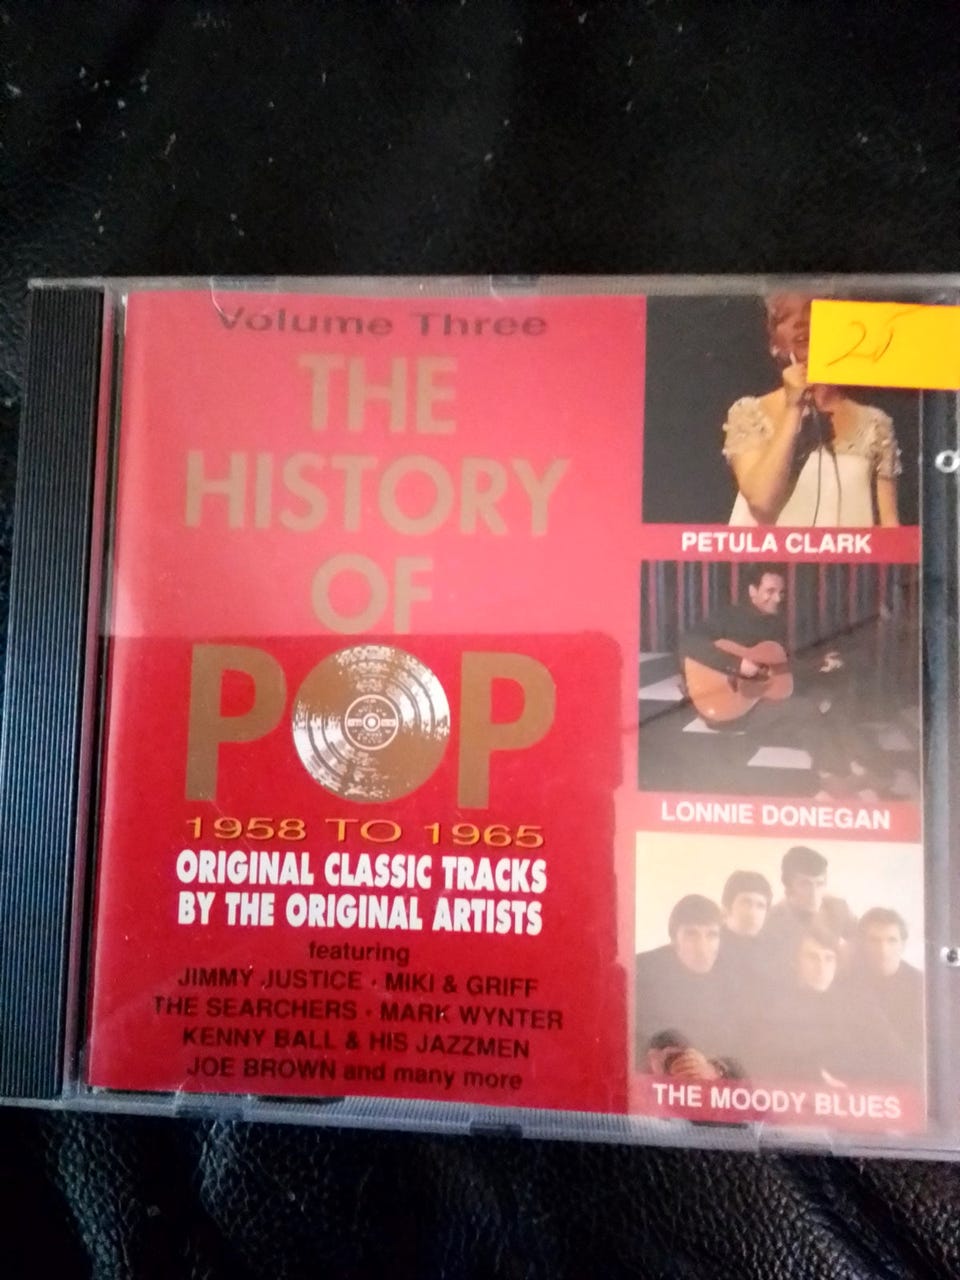 Volume Three
THE
HISTORY
OF
POP
1958 TO 1965
ORIGINAL CLASSIC TRACKS
BY THE ORIGINAL ARTISTS
featuring
JIMMY JUSTICE · MIKI & GRIFF
THE SEARCHERS · MARK WYNTER
KENNY BALL & HIS JAZZMEN
JOE BROWN and many more
25
PETULA CLARK
LONNIE DONEGAN
THE MOODY BLUES